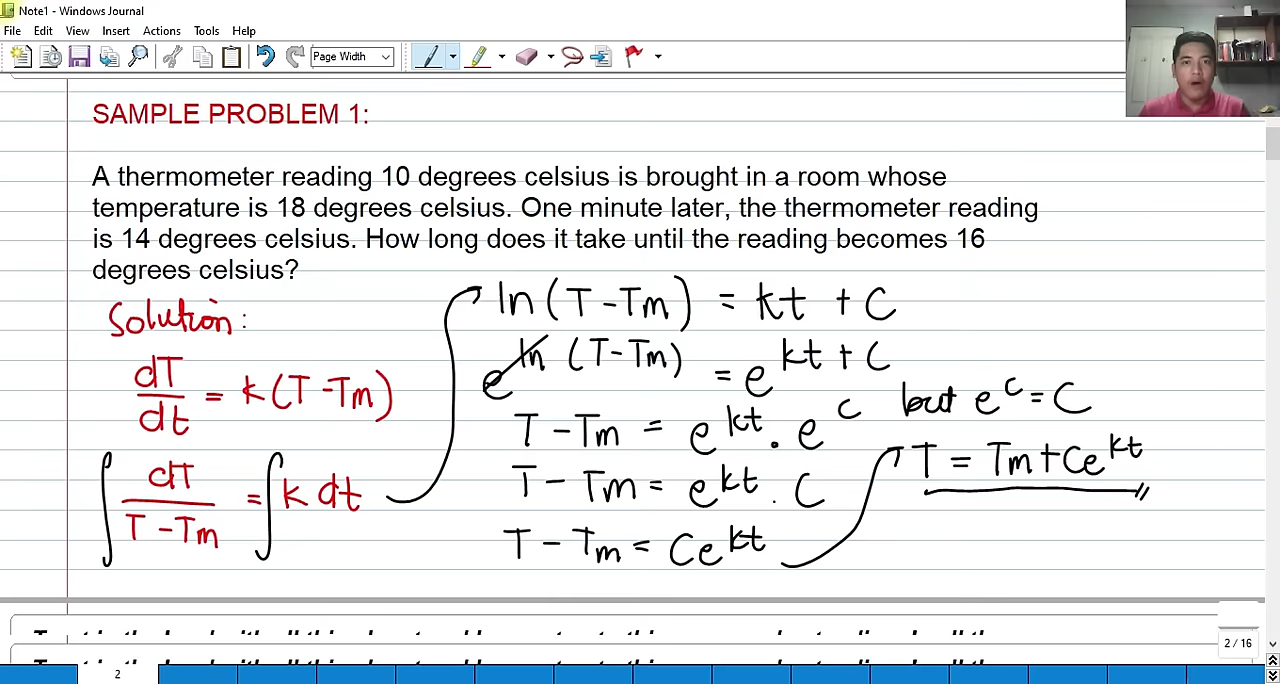 Note1 - Windows Journal
File Edit View Insert Actions Tools Help
Page Width
SAMPLE PROBLEM 1:
A thermometer reading 10 degrees celsius is brought in a room whose
temperature is 18 degrees celsius. One minute later, the thermometer reading
is 14 degrees celsius. How long does it take until the reading becomes 16
degrees celsius?
Solution:
dT/dt = k(T - Tm)
∫ dT/(T - Tm) = ∫ k dt
ln(T - Tm) = kt + C
e^ln(T - Tm) = e^kt + C
T - Tm = e^kt . e^C
T - Tm = e^kt . C
T - Tm = Ce^kt
but e^C = C
T = Tm + Ce^kt
2 / 16
2